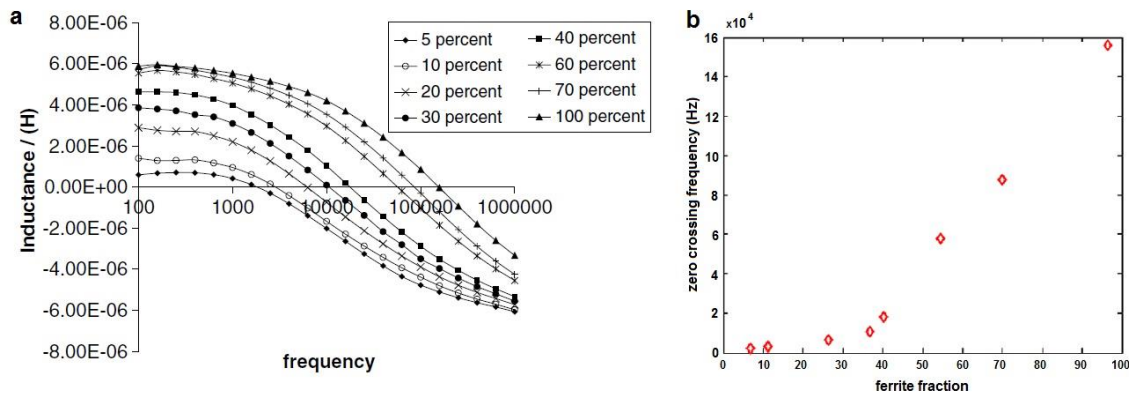 a
Inductance / (H)
8.00E-06
6.00E-06
4.00E-06
2.00E-06
0.00E+00
-2.00E-06
-4.00E-06
-6.00E-06
-8.00E-06
100
1000
10000
100000
1000000
frequency
5 percent
10 percent
20 percent
30 percent
40 percent
60 percent
70 percent
100 percent
b
× 10⁴
zero crossing frequency (Hz)
16
14
12
10
8
6
4
2
0
0 10 20 30 40 50 60 70 80 90 100
ferrite fraction